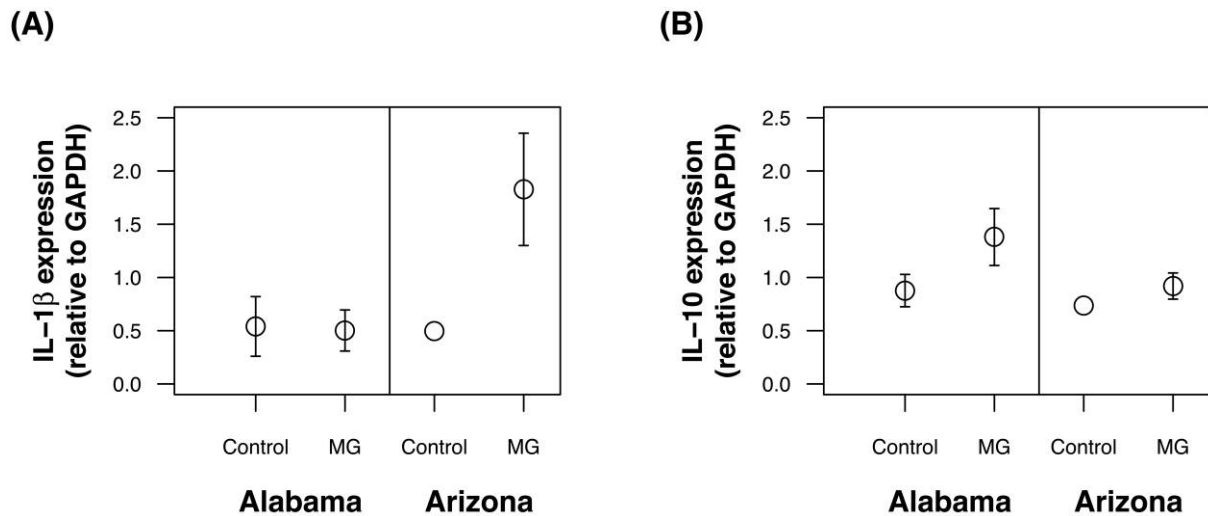 (A)
IL−1β expression
(relative to GAPDH)
2.5
2.0
1.5
1.0
0.5
0.0
Control MG Control MG
Alabama Arizona
(B)
IL−10 expression
(relative to GAPDH)
2.5
2.0
1.5
1.0
0.5
0.0
Control MG Control MG
Alabama Arizona